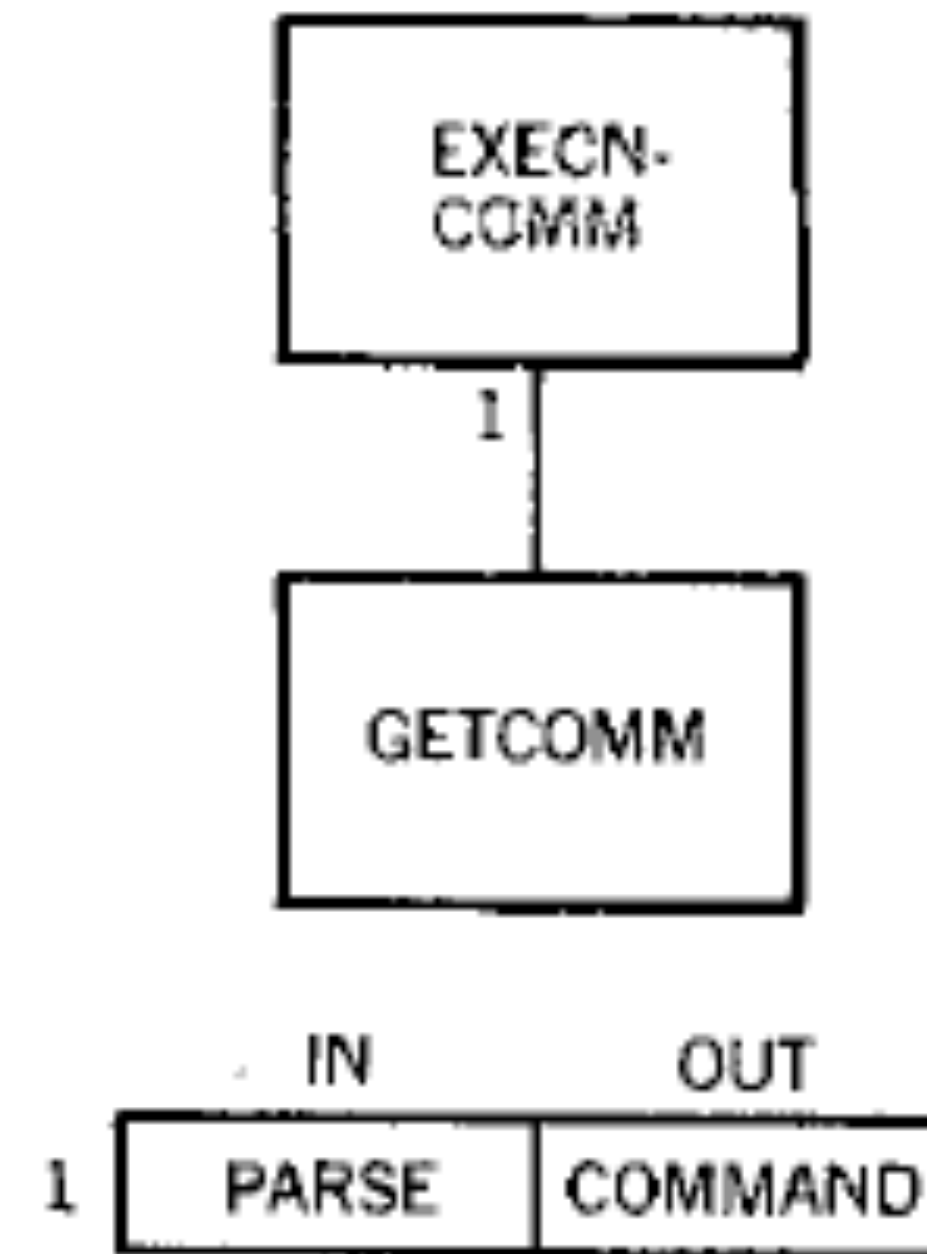 EXECN-
COMM
1
GETCOMM
IN OUT
1 PARSE COMMAND